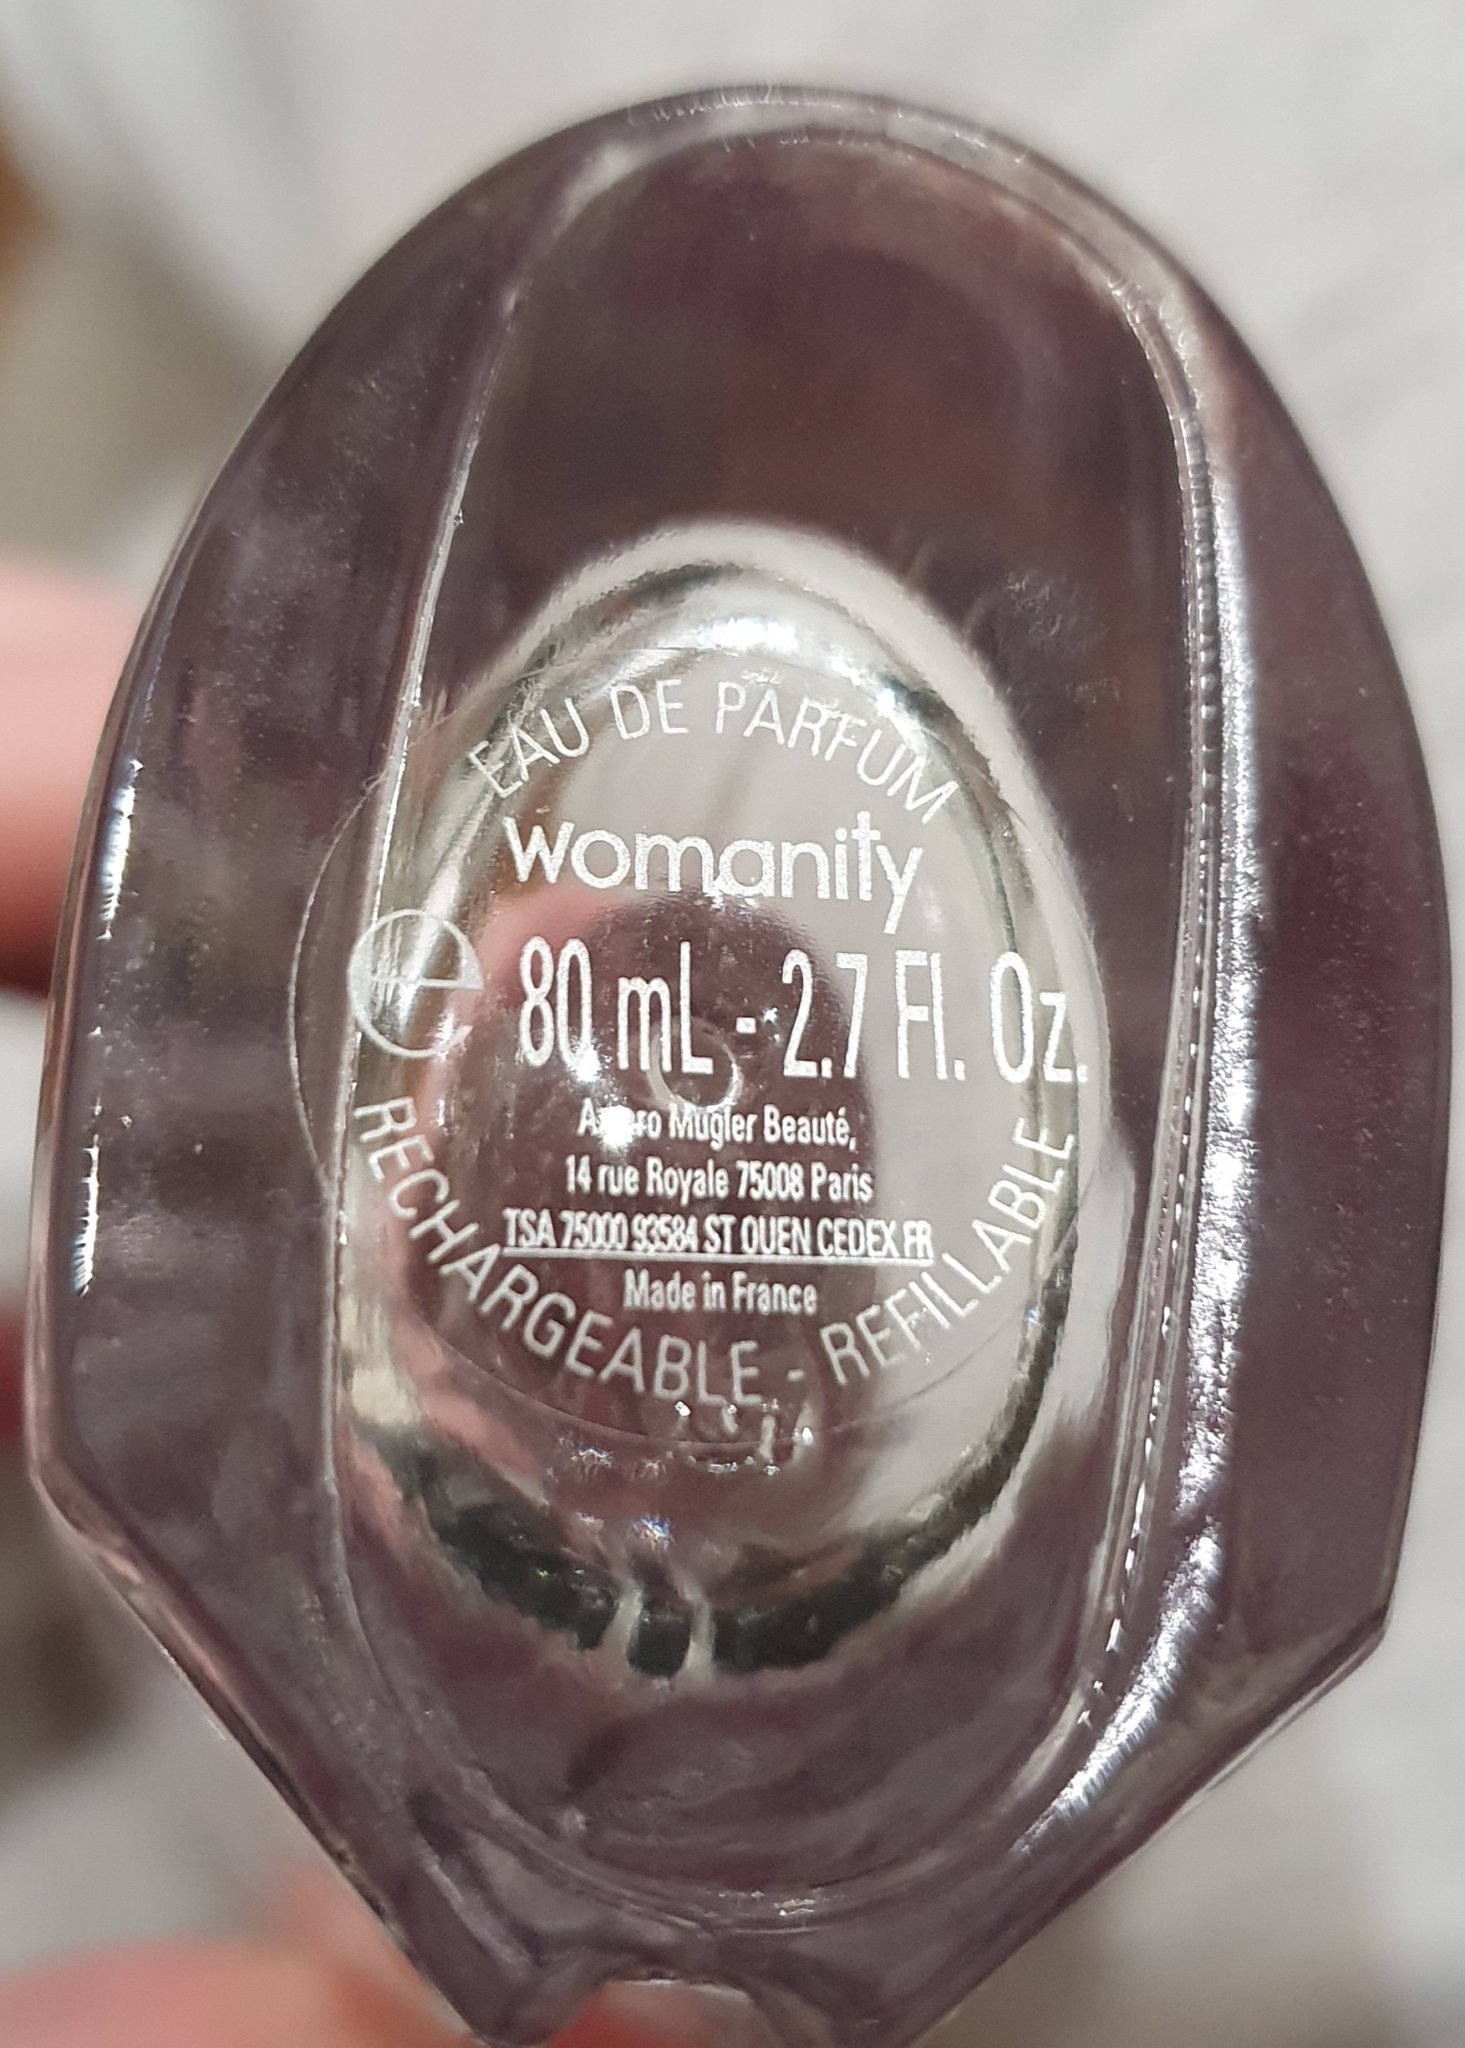 EAU DE PARFUM
womanity
80 mL - 2.7 Fl. Oz.
Mugler Beauté,
14 rue Royale 75008 Paris
TSA 75000 93584 ST OUEN CEDEX FR
Made in France
RECHARGEABLE - REFILLABLE